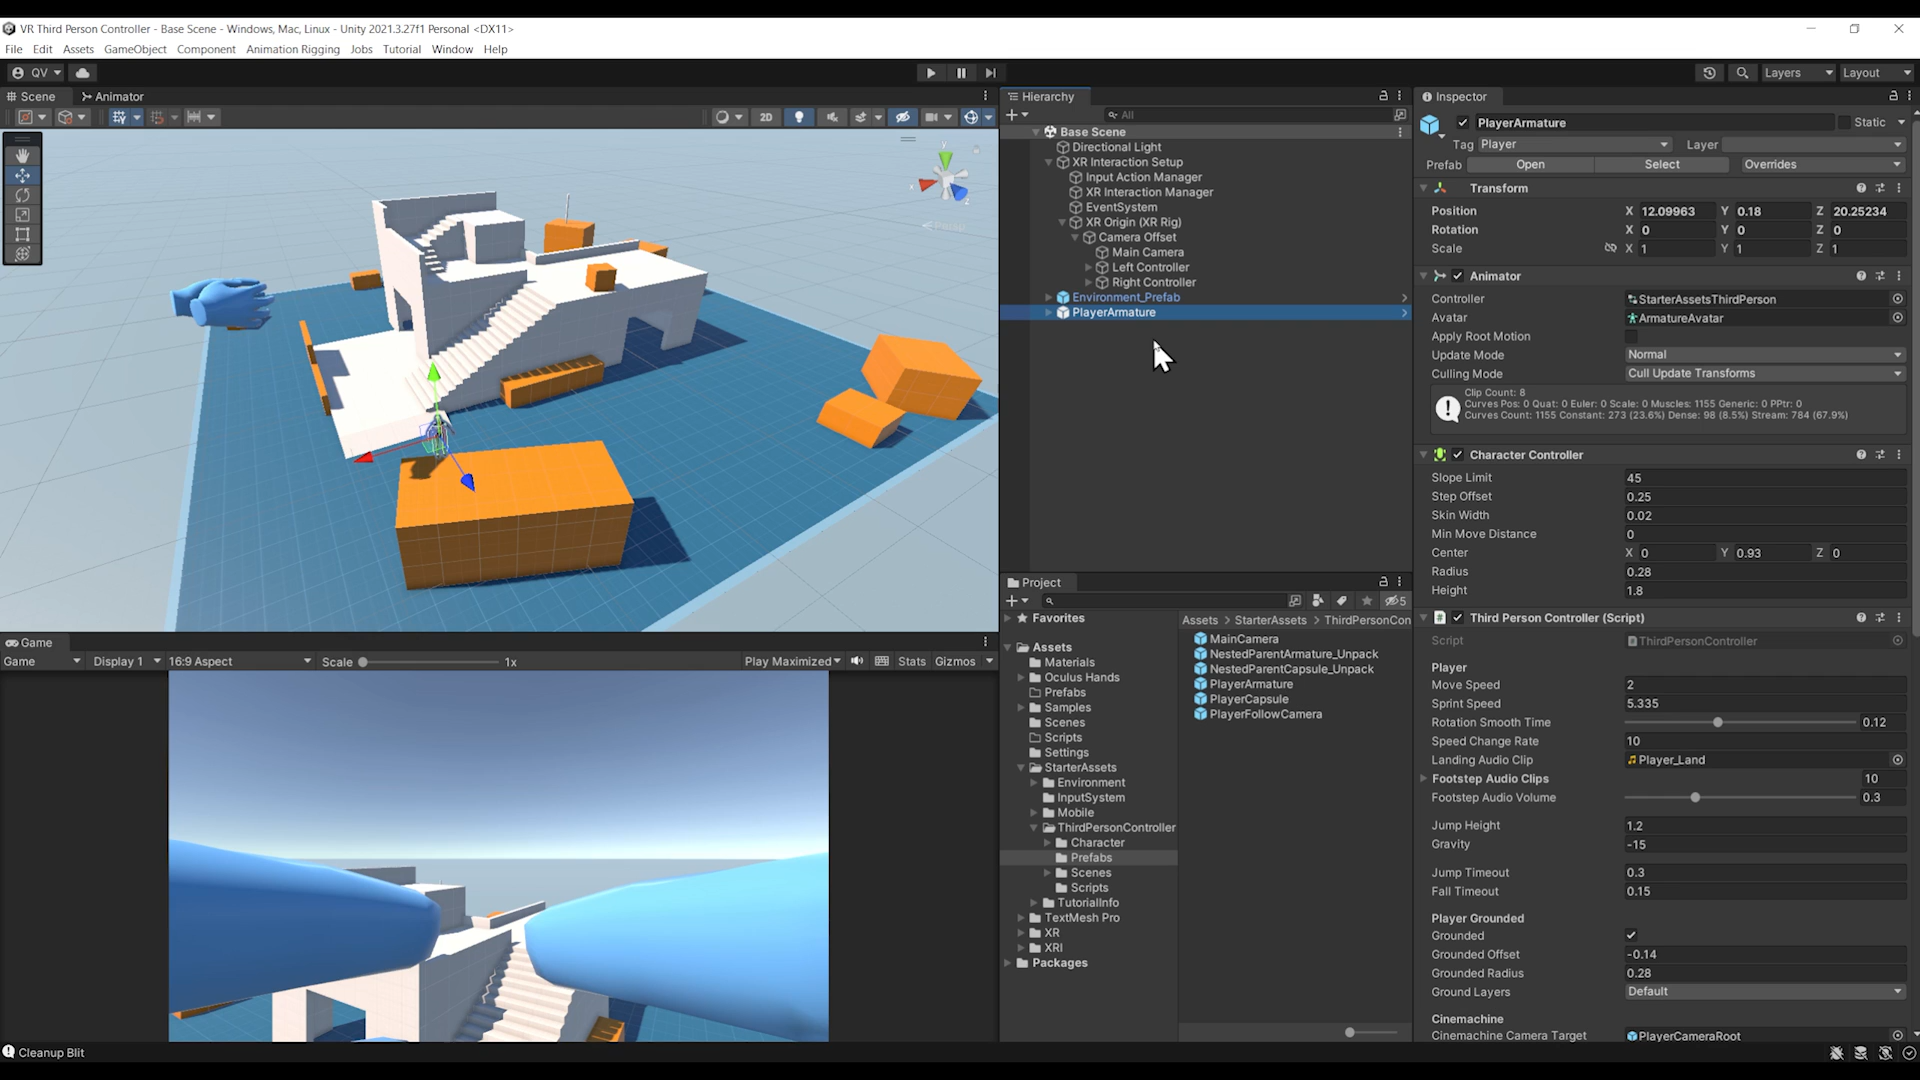 VR Third Person Controller - Base Scene - Windows, Mac, Linux - Unity 2021.3.27f1 Personal <DX11>
File Edit Assets GameObject Component Animation Rigging Jobs Tutorial Window Help
QV
Layers
Layout
Scene
Animator
2D
y
x
z
Persp
Hierarchy
All
Base Scene
Directional Light
XR Interaction Setup
Input Action Manager
XR Interaction Manager
EventSystem
XR Origin (XR Rig)
Camera Offset
Main Camera
Left Controller
Right Controller
Environment_Prefab
PlayerArmature
Inspector
PlayerArmature
Static
Tag Player
Layer
Prefab Open Select Overrides
Transform
Position X 12.09963 Y 0.18 Z 20.25234
Rotation X 0 Y 0 Z 0
Scale X 1 Y 1 Z 1
Animator
Controller StarterAssetsThirdPerson
Avatar ArmatureAvatar
Apply Root Motion
Update Mode Normal
Culling Mode Cull Update Transforms
Clip Count: 8
Curves Pos: 0 Quat: 0 Euler: 0 Scale: 0 Muscles: 1155 Generic: 0 PPtr: 0
Curves Count: 1155 Constant: 273 (23.6%) Dense: 98 (8.5%) Stream: 784 (67.9%)
Character Controller
Slope Limit 45
Step Offset 0.25
Skin Width 0.02
Min Move Distance 0
Center X 0 Y 0.93 Z 0
Radius 0.28
Height 1.8
Third Person Controller (Script)
Script ThirdPersonController
Player
Move Speed 2
Sprint Speed 5.335
Rotation Smooth Time 0.12
Speed Change Rate 10
Landing Audio Clip Player_Land
Footstep Audio Clips 10
Footstep Audio Volume 0.3
Jump Height 1.2
Gravity -15
Jump Timeout 0.3
Fall Timeout 0.15
Player Grounded
Grounded
Grounded Offset -0.14
Grounded Radius 0.28
Ground Layers Default
Cinemachine
Cinemachine Camera Target PlayerCameraRoot
Project
5
Favorites
Assets
Materials
Oculus Hands
Prefabs
Samples
Scenes
Scripts
Settings
StarterAssets
Environment
InputSystem
Mobile
ThirdPersonController
Character
Prefabs
Scenes
Scripts
TutorialInfo
TextMesh Pro
XR
XRI
Packages
Assets > StarterAssets > ThirdPersonCon
MainCamera
NestedParentArmature_Unpack
NestedParentCapsule_Unpack
PlayerArmature
PlayerCapsule
PlayerFollowCamera
Game
Game Display 1 16:9 Aspect Scale 1x Play Maximized Stats Gizmos
Cleanup Blit